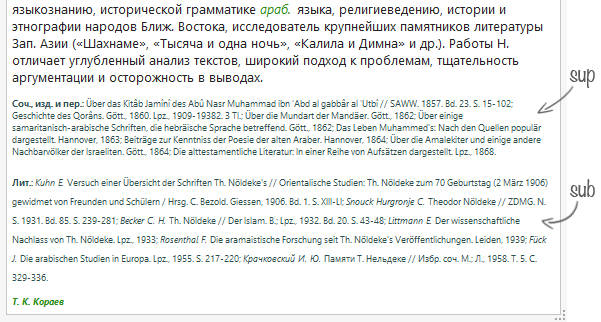 языкознанию, исторической грамматике араб. языка, религиеведению, истории и
этнографии народов Ближ. Востока, исследователь крупнейших памятников литературы
Зап. Азии («Шахнаме», «Тысяча и одна ночь», «Калила и Димна» и др.). Работы Н.
отличает углубленный анализ текстов, широкий подход к проблемам, тщательность
аргументации и осторожность в выводах.
sup
Соч., изд. и пер.: Über das Kitâb Jamînî des Abû Nasr Muhammad ibn ʿAbd al gabbâr al ʿUtbî // SAWW. 1857. Bd. 23. S. 15-102;
Geschichte des Qorâns. Gött., 1860. Lpz., 1909-19382. 3 Tl.; Über die Mundart der Mandäer. Gött., 1862; Über einige
samaritanisch-arabische Schriften, die hebräische Sprache betreffend. Gött., 1862; Das Leben Muhammed's: Nach den Quellen populär
dargestellt. Hannover, 1863; Beiträge zur Kenntniss der Poesie der alten Araber. Hannover, 1864; Über die Amalekiter und einige andere
Nachbarvölker der Israeliten. Gött., 1864; Die alttestamentliche Literatur: In einer Reihe von Aufsätzen dargestellt. Lpz., 1868.
Лит.: Kuhn E. Versuch einer Übersicht der Schriften Th. Nöldeke's // Orientalische Studien: Th. Nöldeke zum 70 Geburtstag (2 März 1906)
sub
gewidmet von Freunden und Schülern / Hrsg. C. Bezold. Giessen, 1906. Bd. 1. S. XIII-LI; Snouck Hurgronje C. Theodor Nöldeke // ZDMG. N.
S. 1931. Bd. 85. S. 239-281; Becker C. H. Th. Nöldeke // Der Islam. B.; Lpz., 1932. Bd. 20. S. 43-48; Littmann E. Der wissenschaftliche
Nachlass von Th. Nöldeke. Lpz., 1933; Rosenthal F. Die aramaistische Forschung seit Th. Nöldeke's Veröffentlichungen. Leiden, 1939; Fück
J. Die arabischen Studien in Europa. Lpz., 1955. S. 217-220; Крачковский И. Ю. Памяти Т. Нельдеке // Избр. соч. М.; Л., 1958. Т. 5. С.
329-336.
Т. К. Кораев